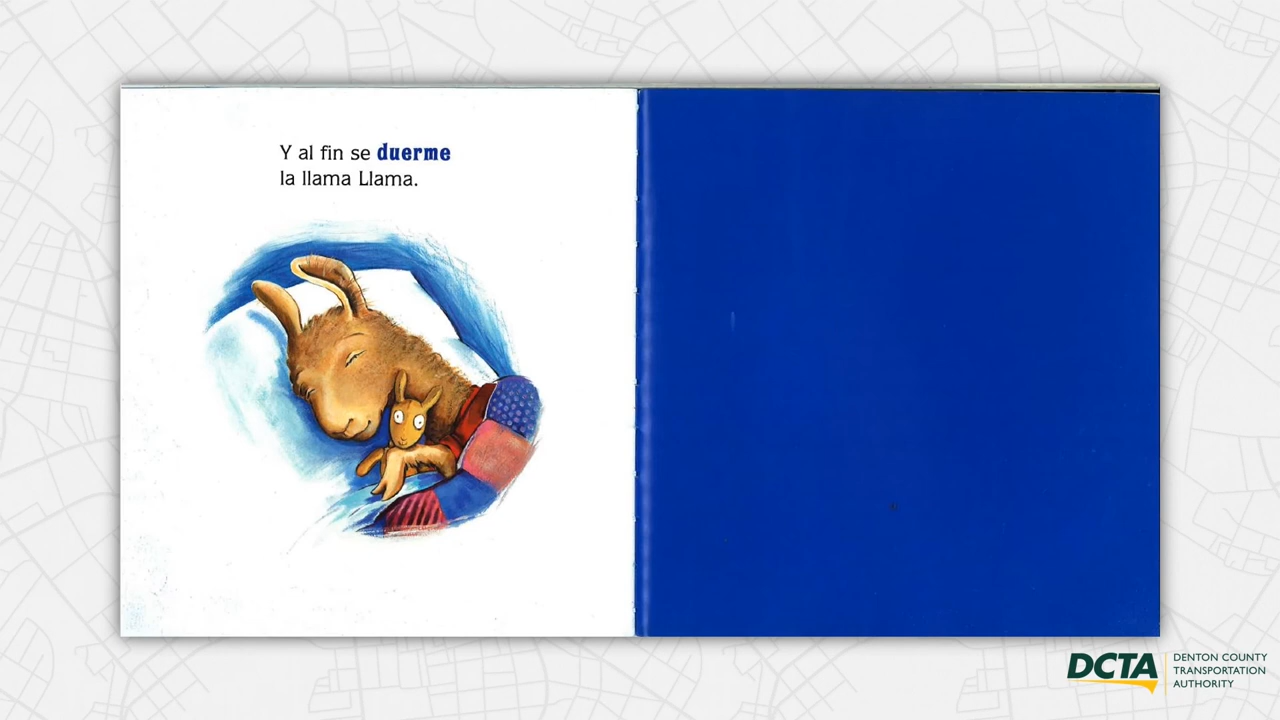 Y al fin se duerme
la llama Llama.
DCTA
DENTON COUNTY
TRANSPORTATION
AUTHORITY